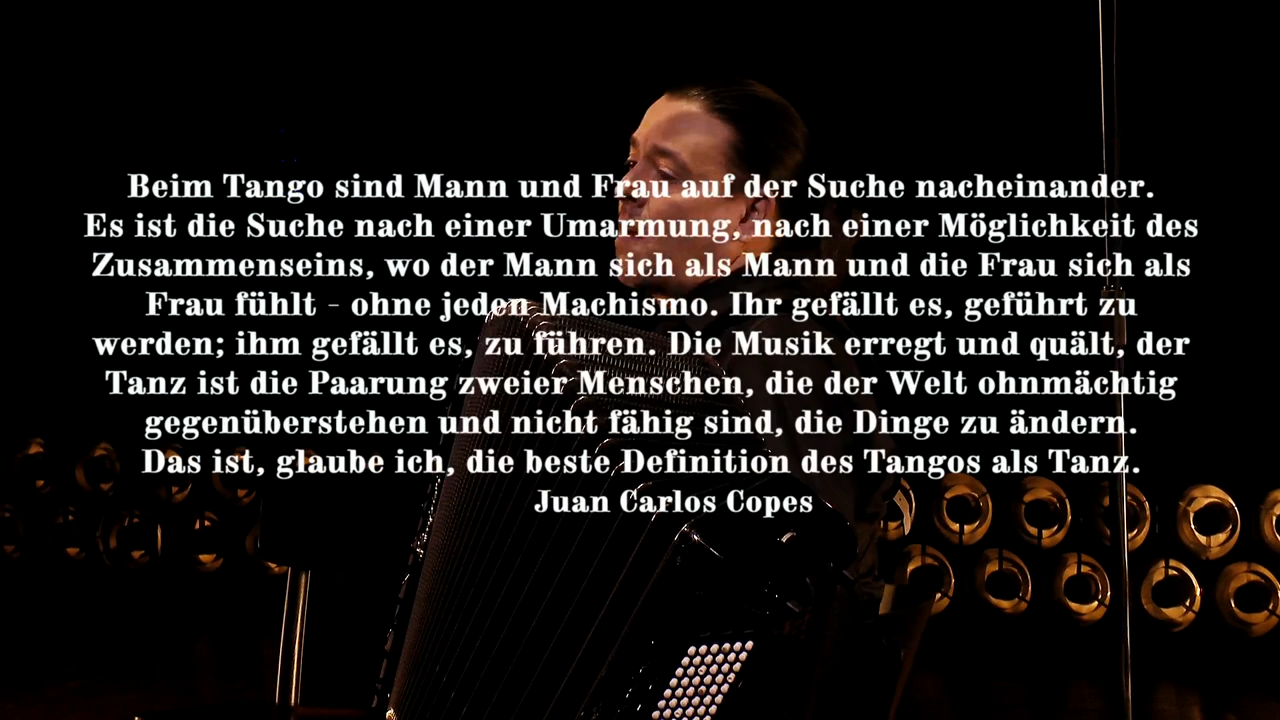 Beim Tango sind Mann und Frau auf der Suche nacheinander.
Es ist die Suche nach einer Umarmung, nach einer Möglichkeit des
Zusammenseins, wo der Mann sich als Mann und die Frau sich als
Frau fühlt - ohne jeden Machismo. Ihr gefällt es, geführt zu
werden; ihm gefällt es, zu führen. Die Musik erregt und quält, der
Tanz ist die Paarung zweier Menschen, die der Welt ohnmächtig
gegenüberstehen und nicht fähig sind, die Dinge zu ändern.
Das ist, glaube ich, die beste Definition des Tangos als Tanz.
Juan Carlos Copes